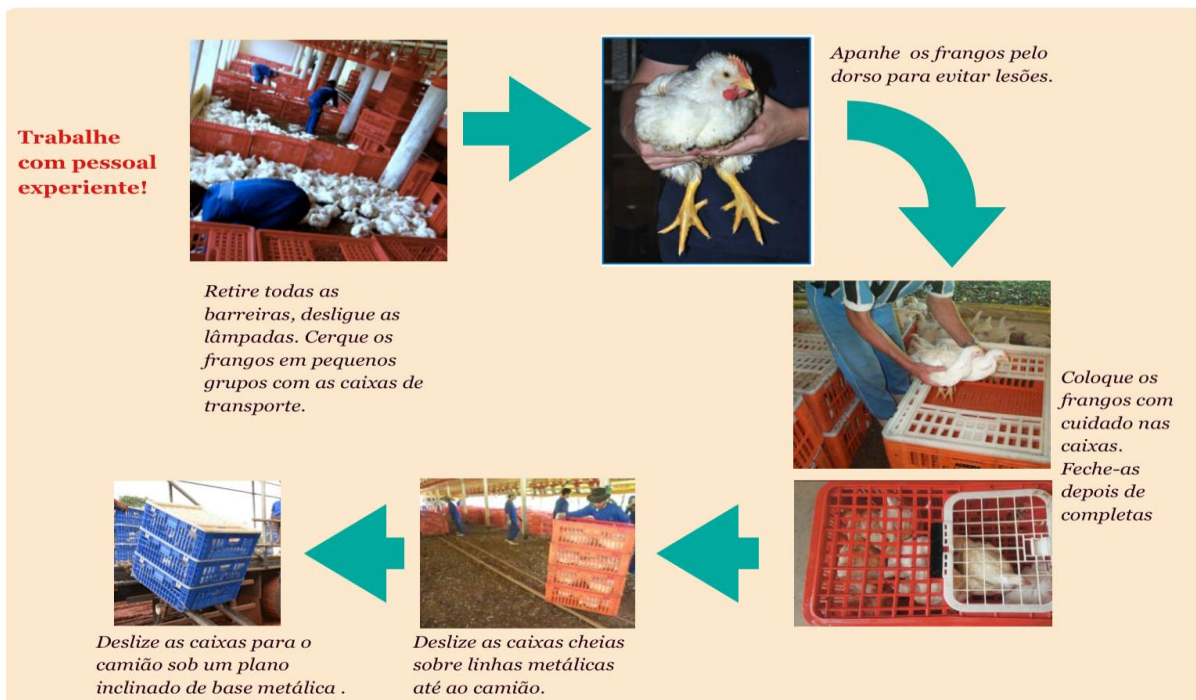 Trabalhe
com pessoal
experiente!
Retire todas as
barreiras, desligue as
lâmpadas. Cerque os
frangos em pequenos
grupos com as caixas de
transporte.
Apanhe os frangos pelo
dorso para evitar lesões.
Coloque os
frangos com
cuidado nas
caixas.
Feche-as
depois de
completas
Deslize as caixas cheias
sobre linhas metálicas
até ao camião.
Deslize as caixas para o
camião sob um plano
inclinado de base metálica .